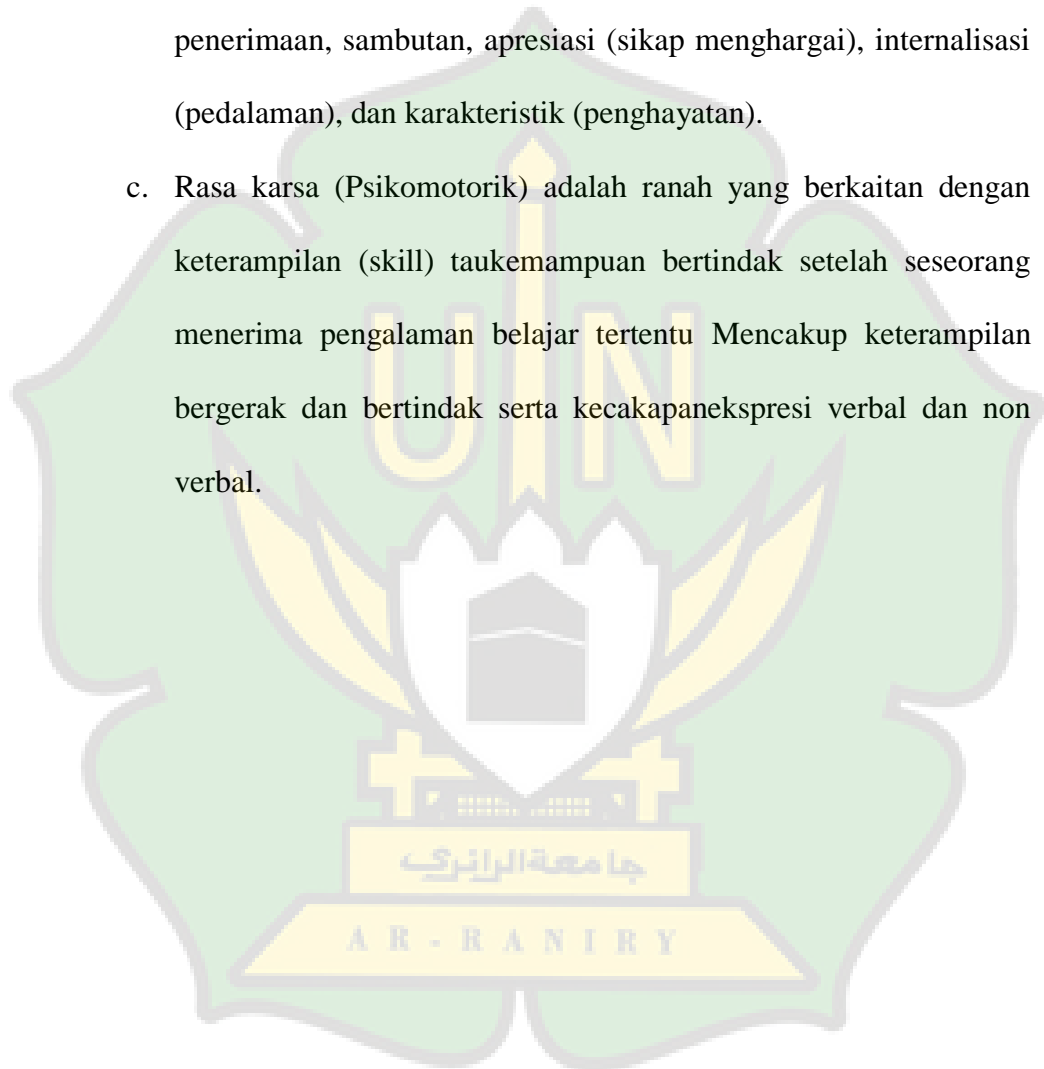 penerimaan, sambutan, apresiasi (sikap menghargai), internalisasi
(pedalaman), dan karakteristik (penghayatan).
c. Rasa karsa (Psikomotorik) adalah ranah yang berkaitan dengan
keterampilan (skill) taukemampuan bertindak setelah seseorang
menerima pengalaman belajar tertentu Mencakup keterampilan
bergerak dan bertindak serta kecakapanekspresi verbal dan non
verbal.
UIN
جامعة الرانري
AR-RANIRY